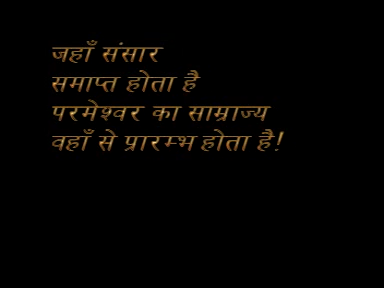 जहाँ संसार
समाप्त होता है
परमेश्वर का साम्राज्य
वहाँ से प्रारम्भ होता है!